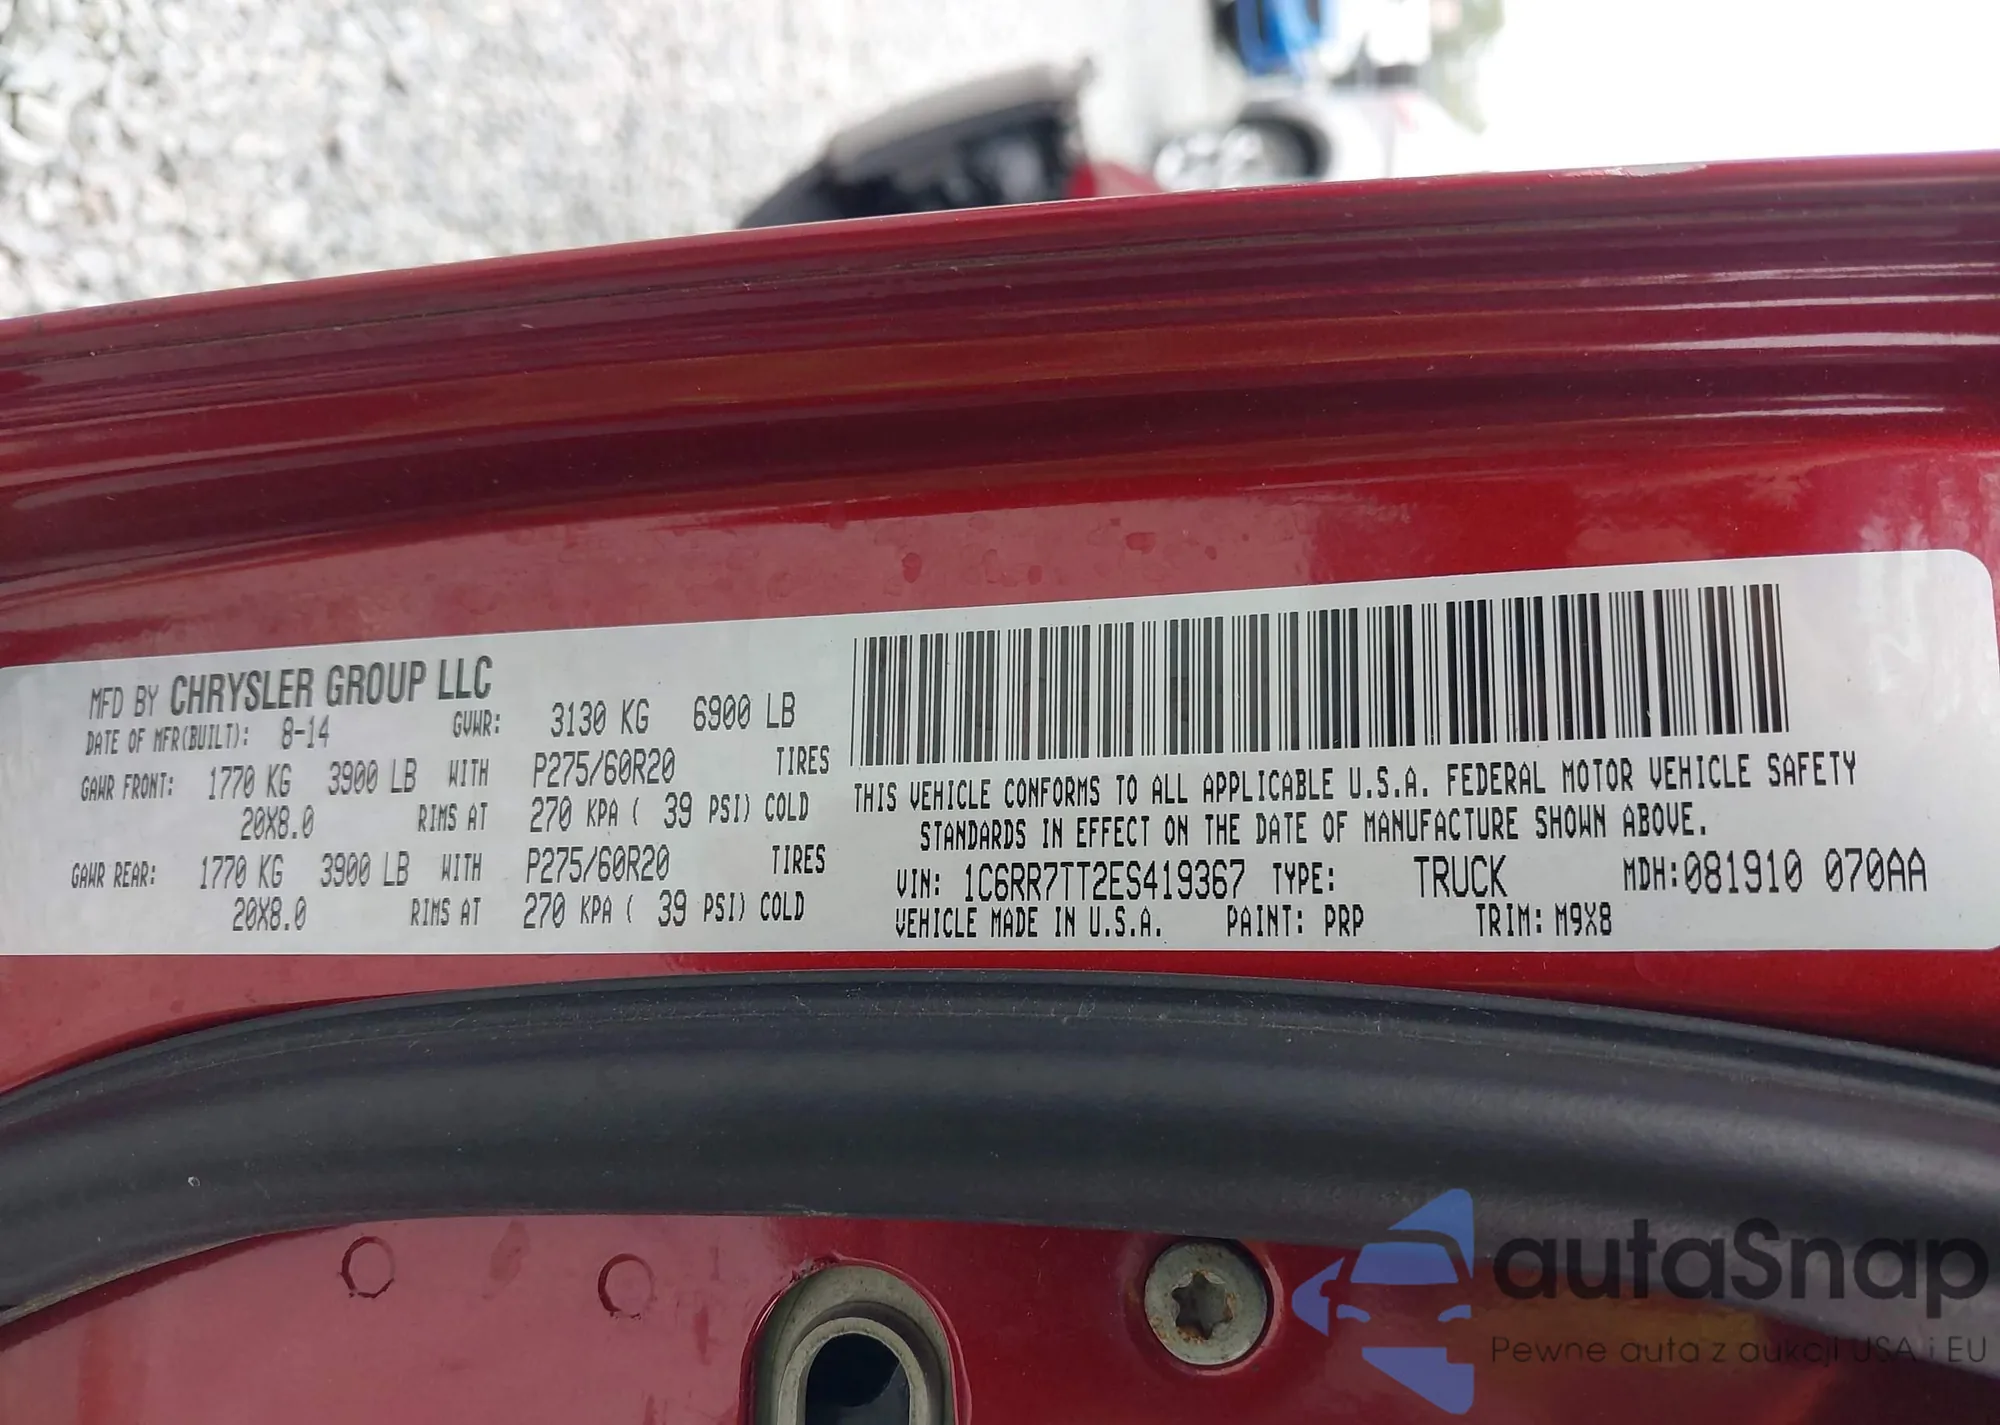 MFD BY CHRYSLER GROUP LLC
DATE OF MFR(BUILT): 8-14 GVWR: 3130 KG 6900 LB
GAWR FRONT: 1770 KG 3900 LB WITH P275/60R20 TIRES
20X8.0 RIMS AT 270 KPA ( 39 PSI) COLD
GAWR REAR: 1770 KG 3900 LB WITH P275/60R20 TIRES
20X8.0 RIMS AT 270 KPA ( 39 PSI) COLD
THIS VEHICLE CONFORMS TO ALL APPLICABLE U.S.A. FEDERAL MOTOR VEHICLE SAFETY
STANDARDS IN EFFECT ON THE DATE OF MANUFACTURE SHOWN ABOVE.
VIN: 1C6RR7TT2ES419367 TYPE: TRUCK MDH:081910 070AA
VEHICLE MADE IN U.S.A. PAINT: PRP TRIM: M9X8
autaSnap
Pewne auta z aukcji USA i EU